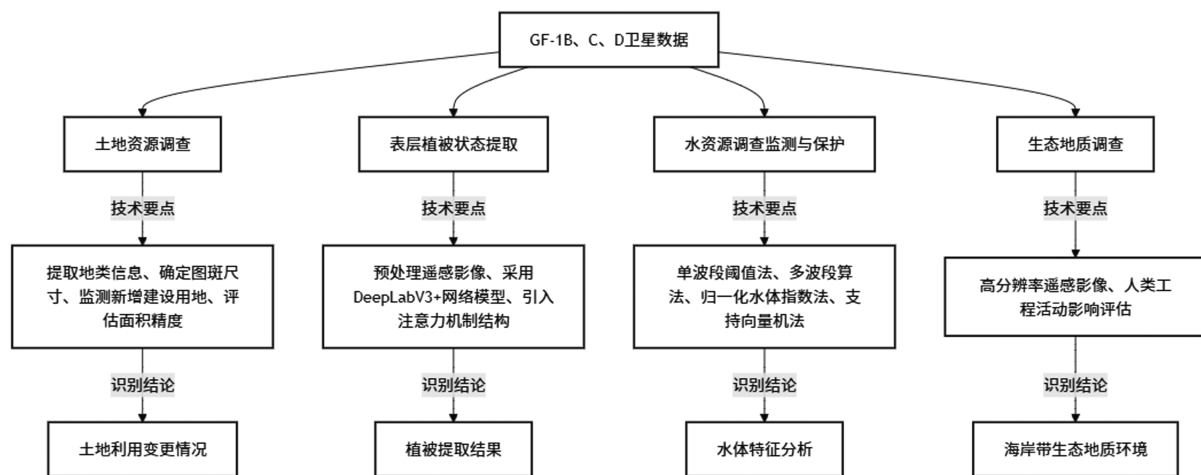 GF-1B、C、D卫星数据
土地资源调查
表层植被状态提取
水资源调查监测与保护
生态地质调查
技术要点
技术要点
技术要点
技术要点
提取地类信息、确定图斑尺
寸、监测新增建设用地、评
估面积精度
预处理遥感影像、采用
DeepLabV3+网络模型、引入
注意力机制结构
单波段阈值法、多波段算
法、归一化水体指数法、支
持向量机法
高分辨率遥感影像、人类工
程活动影响评估
识别结论
识别结论
识别结论
识别结论
土地利用变更情况
植被提取结果
水体特征分析
海岸带生态地质环境